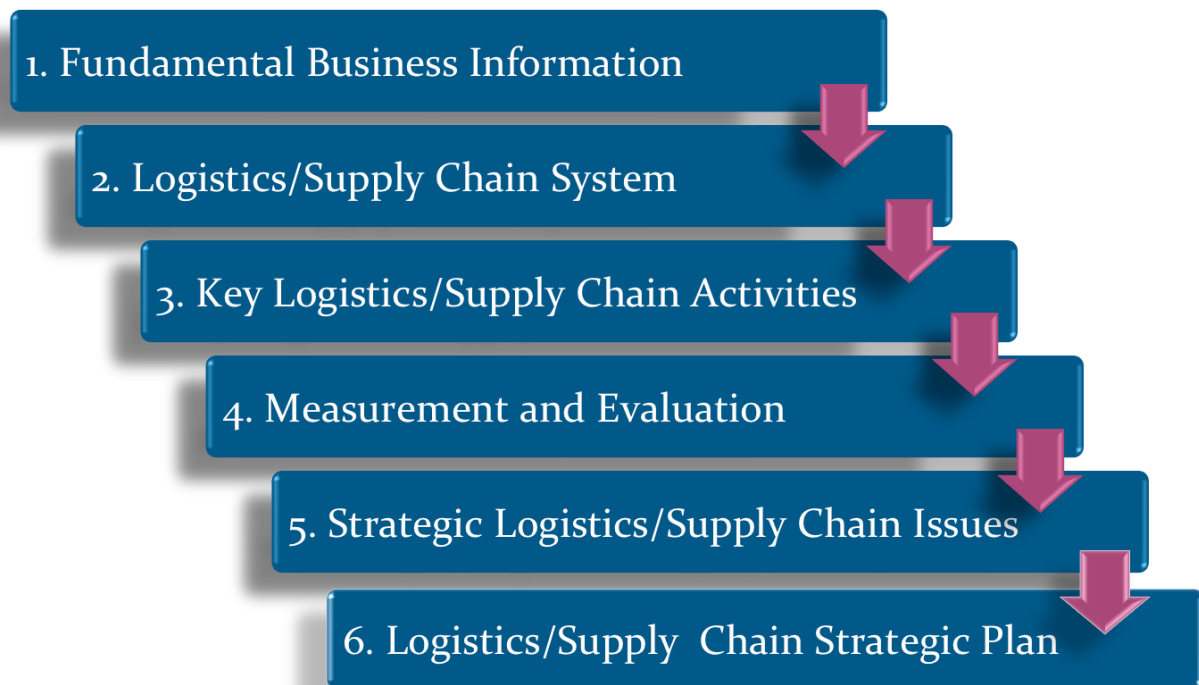 1. Fundamental Business Information
2. Logistics/Supply Chain System
3. Key Logistics/Supply Chain Activities
4. Measurement and Evaluation
5. Strategic Logistics/Supply Chain Issues
6. Logistics/Supply  Chain Strategic Plan